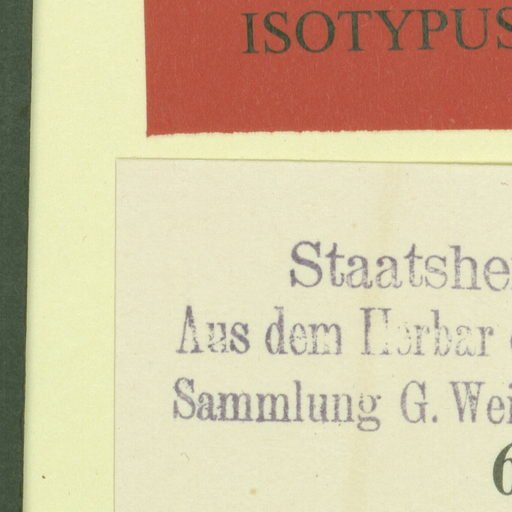 ISOTYPUS
Staatshe
Aus dem Herbar
Sammlung G. Wei
6